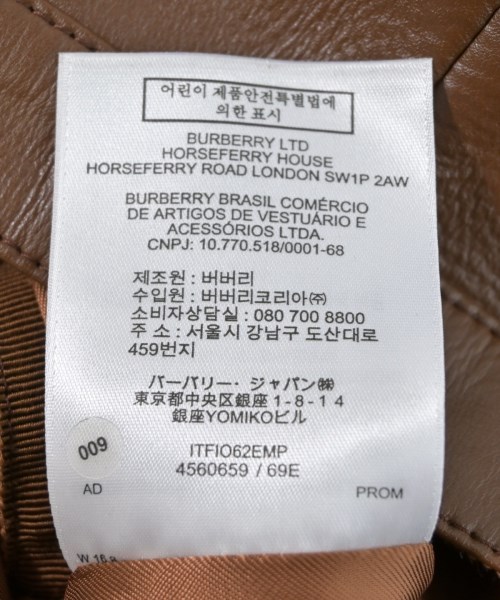 어린이 제품안전특별법에
의한 표시
BURBERRY LTD
HORSEFERRY HOUSE
HORSEFERRY ROAD LONDON SW1P 2AW
BURBERRY BRASIL COMÉRCIO
DE ARTIGOS DE VESTUÁRIO E
ACESSÓRIOS LTDA.
CNPJ: 10.770.518/0001-68
제조원 : 버버리
수입원 : 버버리코리아㈜
소비자상담실 : 080 700 8800
주 소 : 서울시 강남구 도산대로
459번지
バーバリー・ジャパン㈱
東京都中央区銀座1-8-14
銀座YOMIKOビル
009
ITFIO62EMP
4560659 / 69E
AD
PROM
W 16